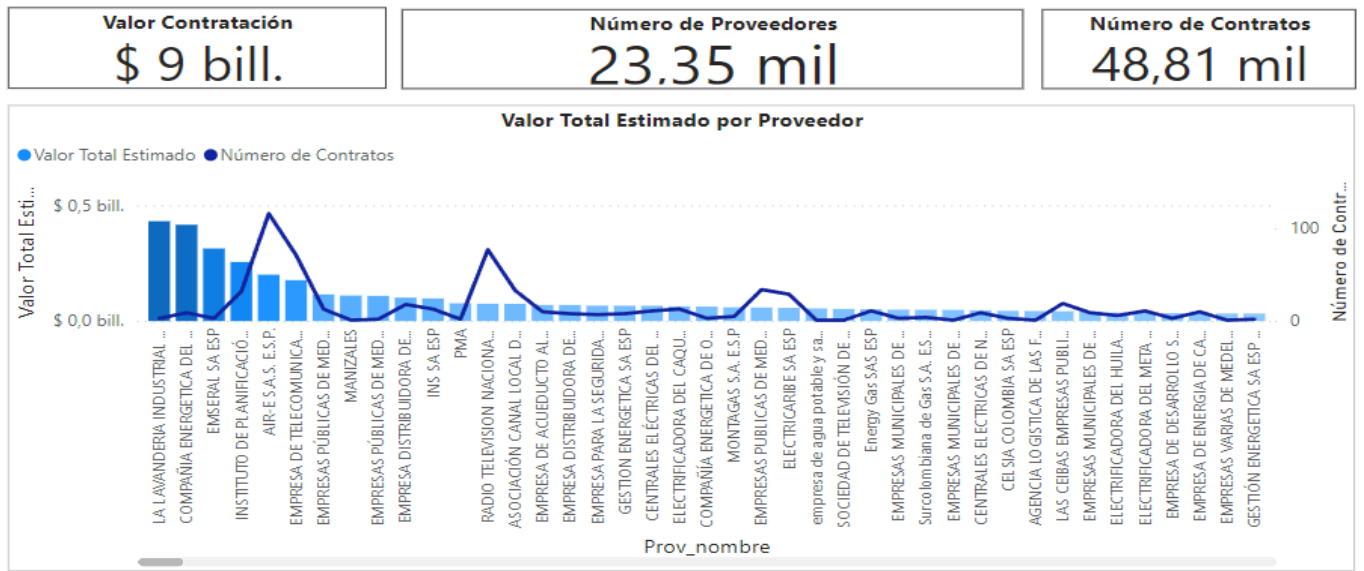 Valor Contratación
$ 9 bill.
Número de Proveedores
23,35 mil
Número de Contratos
48,81 mil
Valor Total Estimado por Proveedor
Valor Total Estimado
Número de Contratos
Valor Total Esti...
$ 0,5 bill.
$ 0,0 bill.
100
0
Número de Contr...
LA LAVANDERIA INDUSTRIAL ...
COMPAÑIA ENERGETICA DEL ...
EMSERAL SA ESP
INSTITUTO DE PLANIFICACIÓ...
AIR-E S.A.S. E.S.P.
EMPRESA DE TELECOMUNICA...
EMPRESAS PÚBLICAS DE MED...
MANIZALES
EMPRESAS PÚBLICAS DE MED...
EMPRESA DISTRIBUIDORA DE...
INS SA ESP
PMA
RADIO TELEVISION NACIONA...
ASOCIACIÓN CANAL LOCAL D...
EMPRESA DE ACUEDUCTO AL...
EMPRESA DISTRIBUIDORA DE...
EMPRESA PARA LA SEGURIDA...
GESTION ENERGETICA SA ESP
CENTRALES ELÉCTRICAS DEL ...
ELECTRIFICADORA DEL CAQU...
COMPAÑÍA ENERGETICA DE O...
MONTAGAS S.A. E.S.P
EMPRESAS PUBLICAS DE MED...
ELECTRICARIBE SA ESP
empresa de agua potable y sa...
SOCIEDAD DE TELEVISIÓN DE ...
Energy Gas SAS ESP
EMPRESAS MUNICIPALES DE ...
Surcolombiana de Gas S.A. E.S...
EMPRESAS MUNICIPALES DE ...
CENTRALES ELECTRICAS DE N...
CELSIA COLOMBIA SA ESP
AGENCIA LOGISTICA DE LAS F...
LAS CEIBAS EMPRESAS PUBLI...
EMPRESAS MUNICIPALES DE ...
ELECTRIFICADORA DEL HUILA...
ELECTRIFICADORA DEL META ...
EMPRESA DE DESARROLLO S...
EMPRESA DE ENERGIA DE CA...
EMPRESAS VARIAS DE MEDEL...
GESTIÓN ENERGETICA SA ESP ...
Prov_nombre